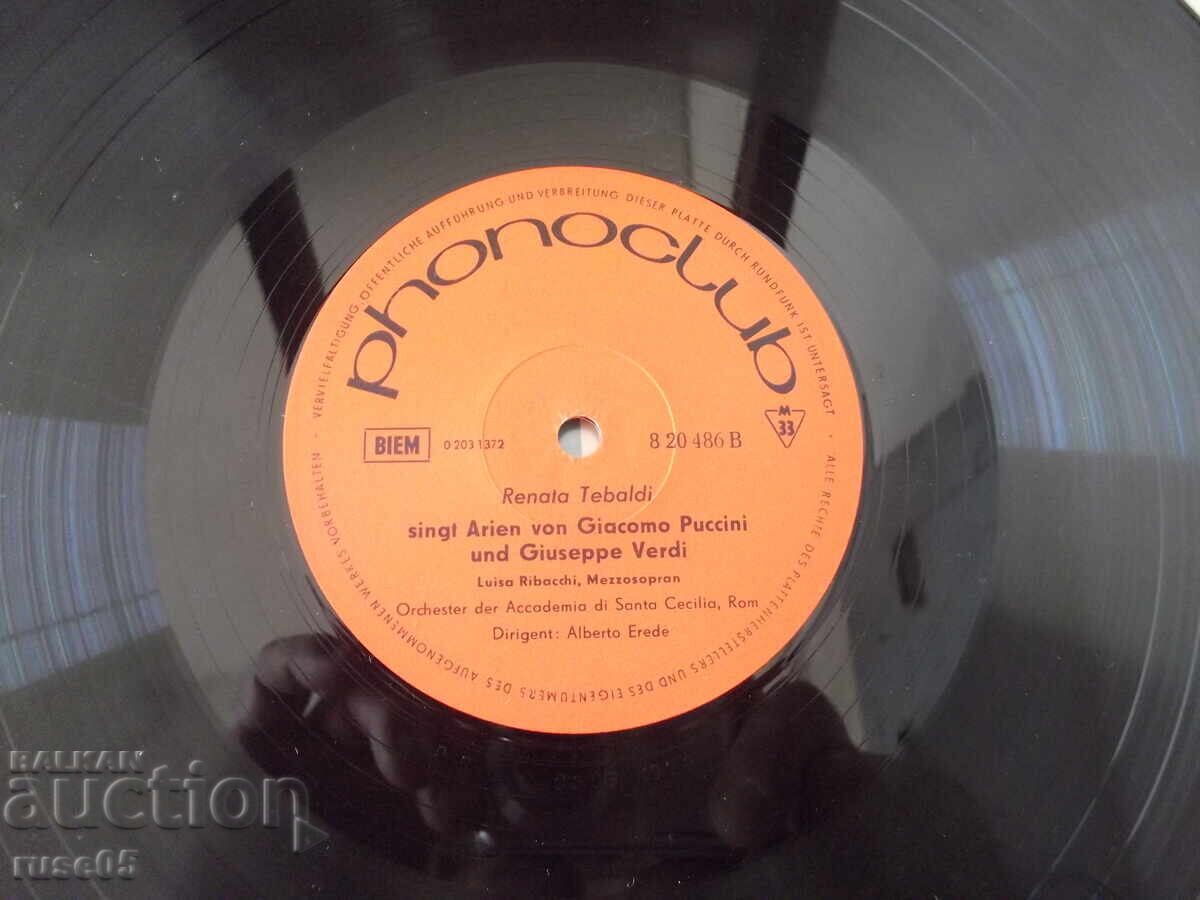 VERVIELFÄLTIGUNG, ÖFFENTLICHE AUFFÜHRUNG UND VERBREITUNG DIESER PLATTE DURCH RUNDFUNK IST UNTERSAGT · ALLE RECHTE DES PLATTENHERSTELLERS UND DES EIGENTÜMERS DES AUFGENOMMENEN WERKES VORBEHALTEN ·
phonoclub
M
33
BIEM
0 203 1372
8 20 486 B
Renata Tebaldi
singt Arien von Giacomo Puccini
und Giuseppe Verdi
Luisa Ribacchi, Mezzosopran
Orchester der Accademia di Santa Cecilia, Rom
Dirigent: Alberto Erede
BALKAN
auction
ruse05